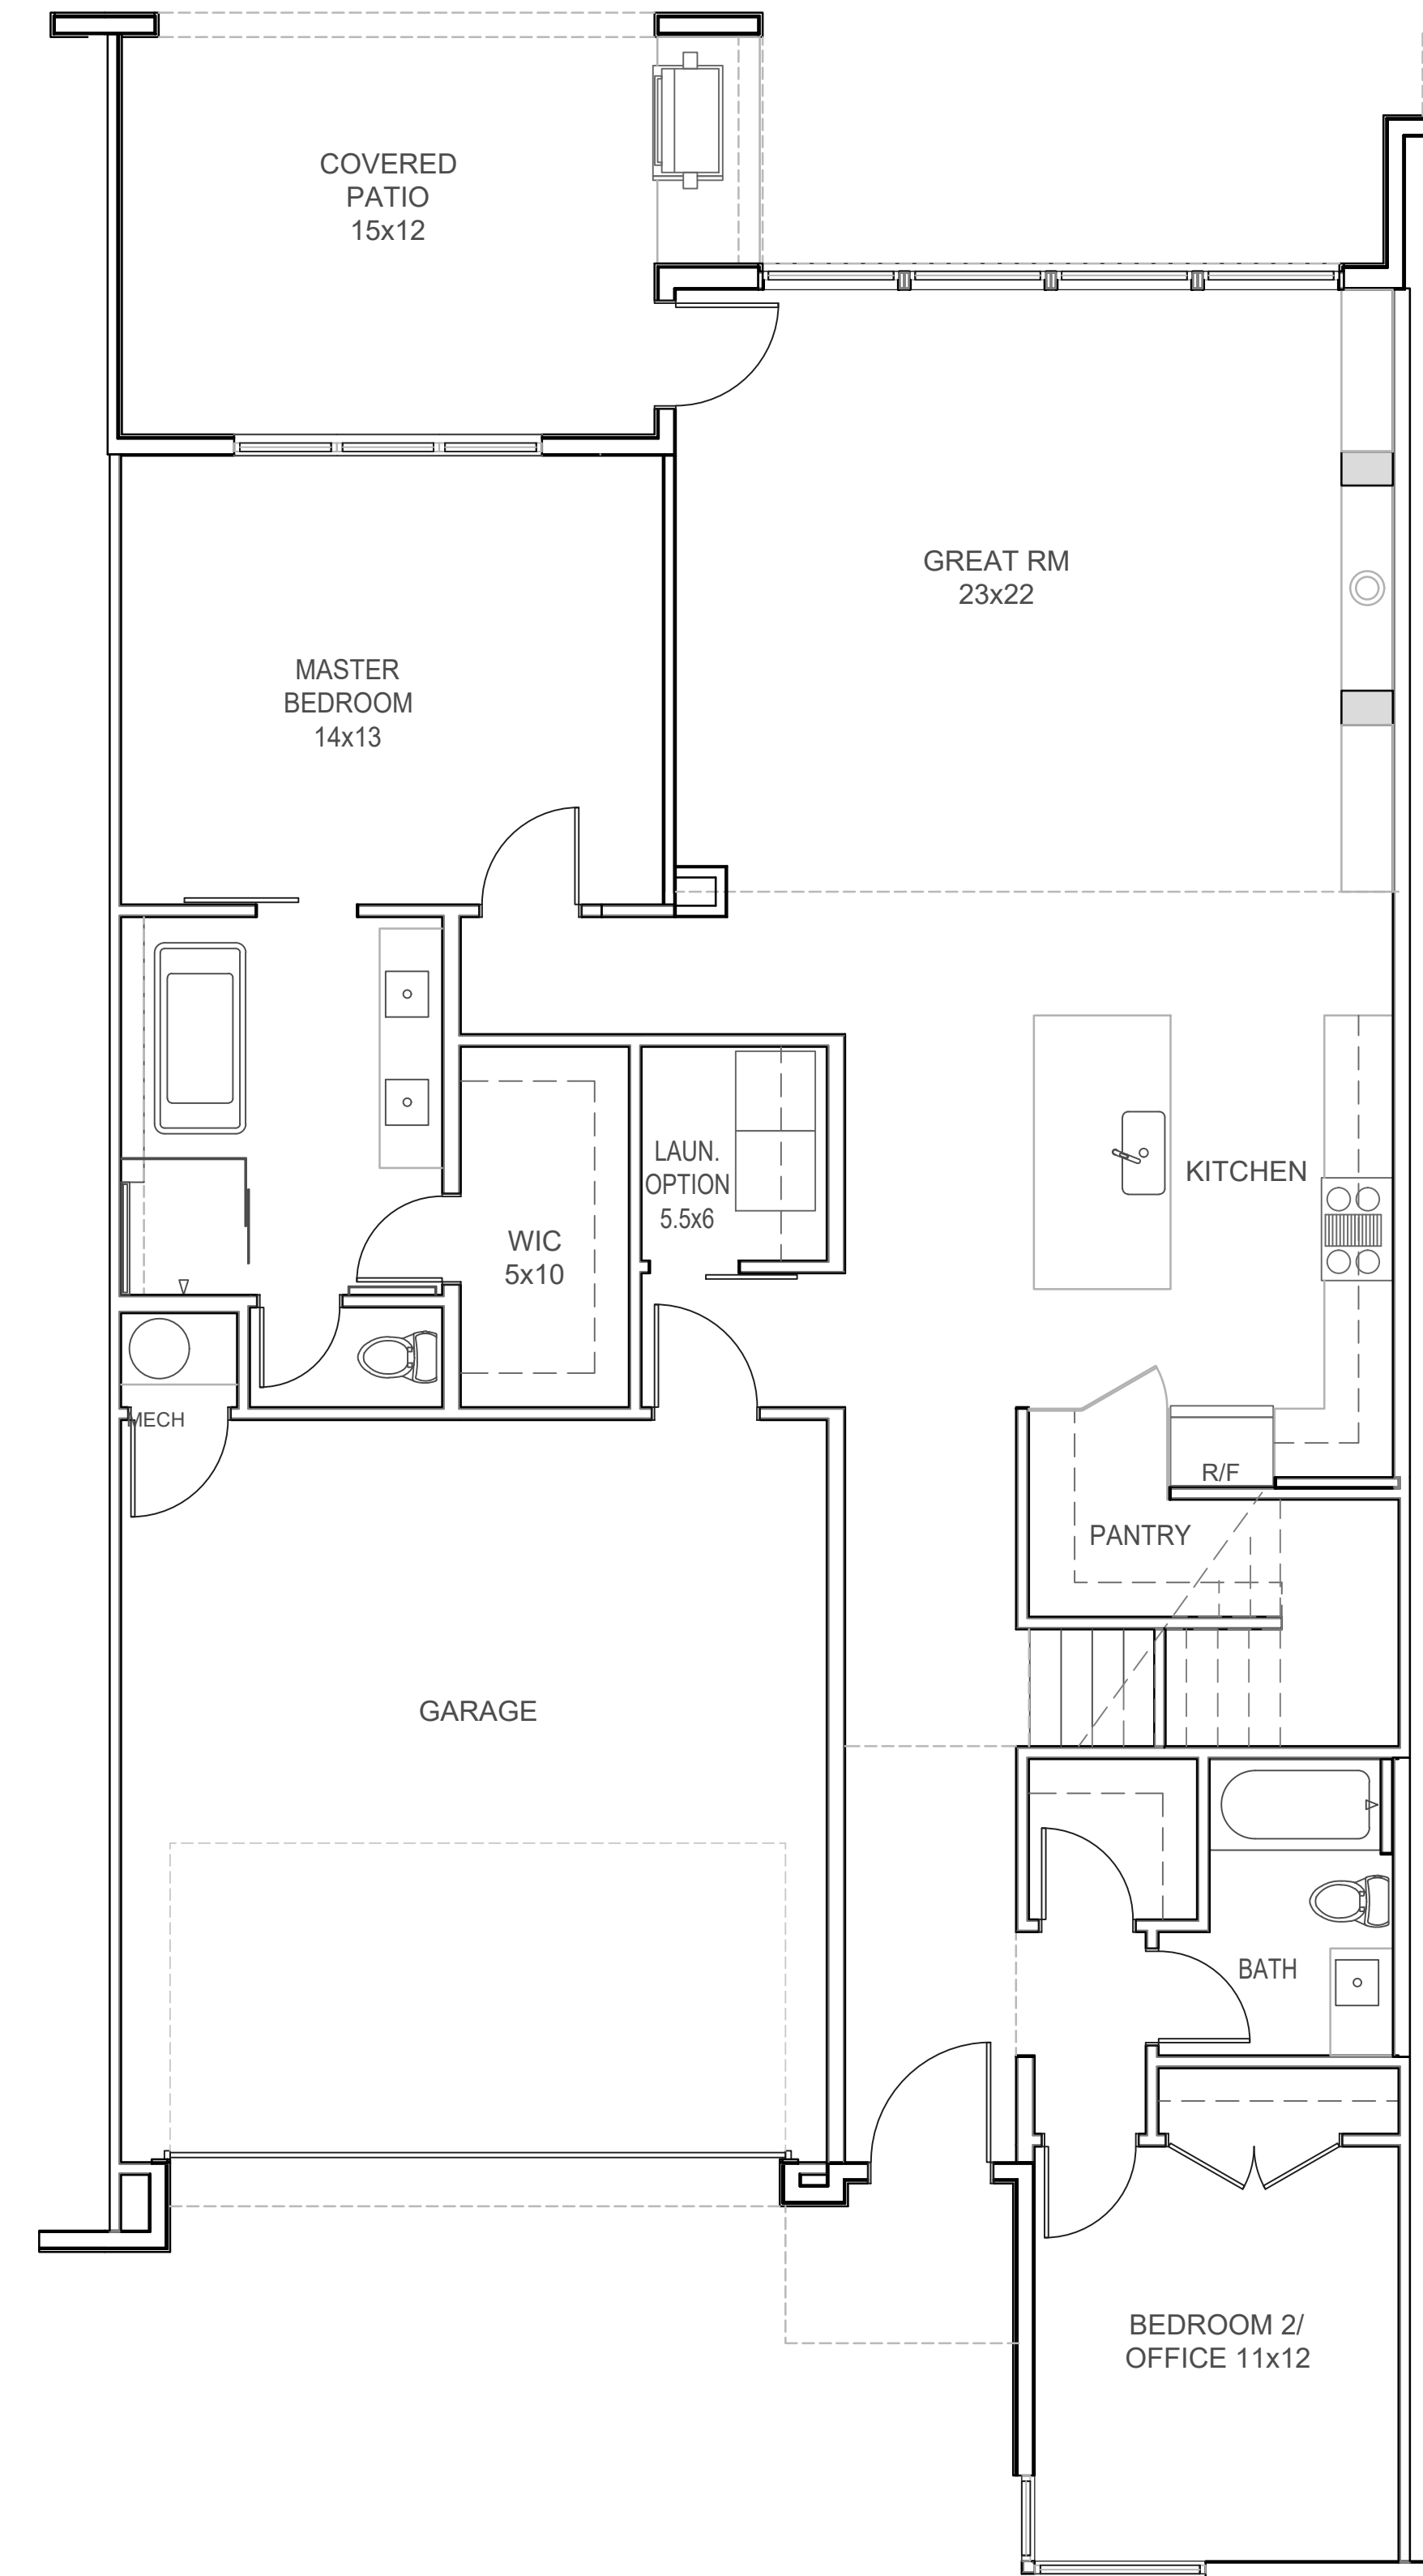 COVERED
PATIO
15x12
GREAT RM
23x22
MASTER
BEDROOM
14x13
LAUN.
OPTION
5.5x6
KITCHEN
WIC
5x10
MECH
R/F
PANTRY
GARAGE
BATH
BEDROOM 2/
OFFICE 11x12